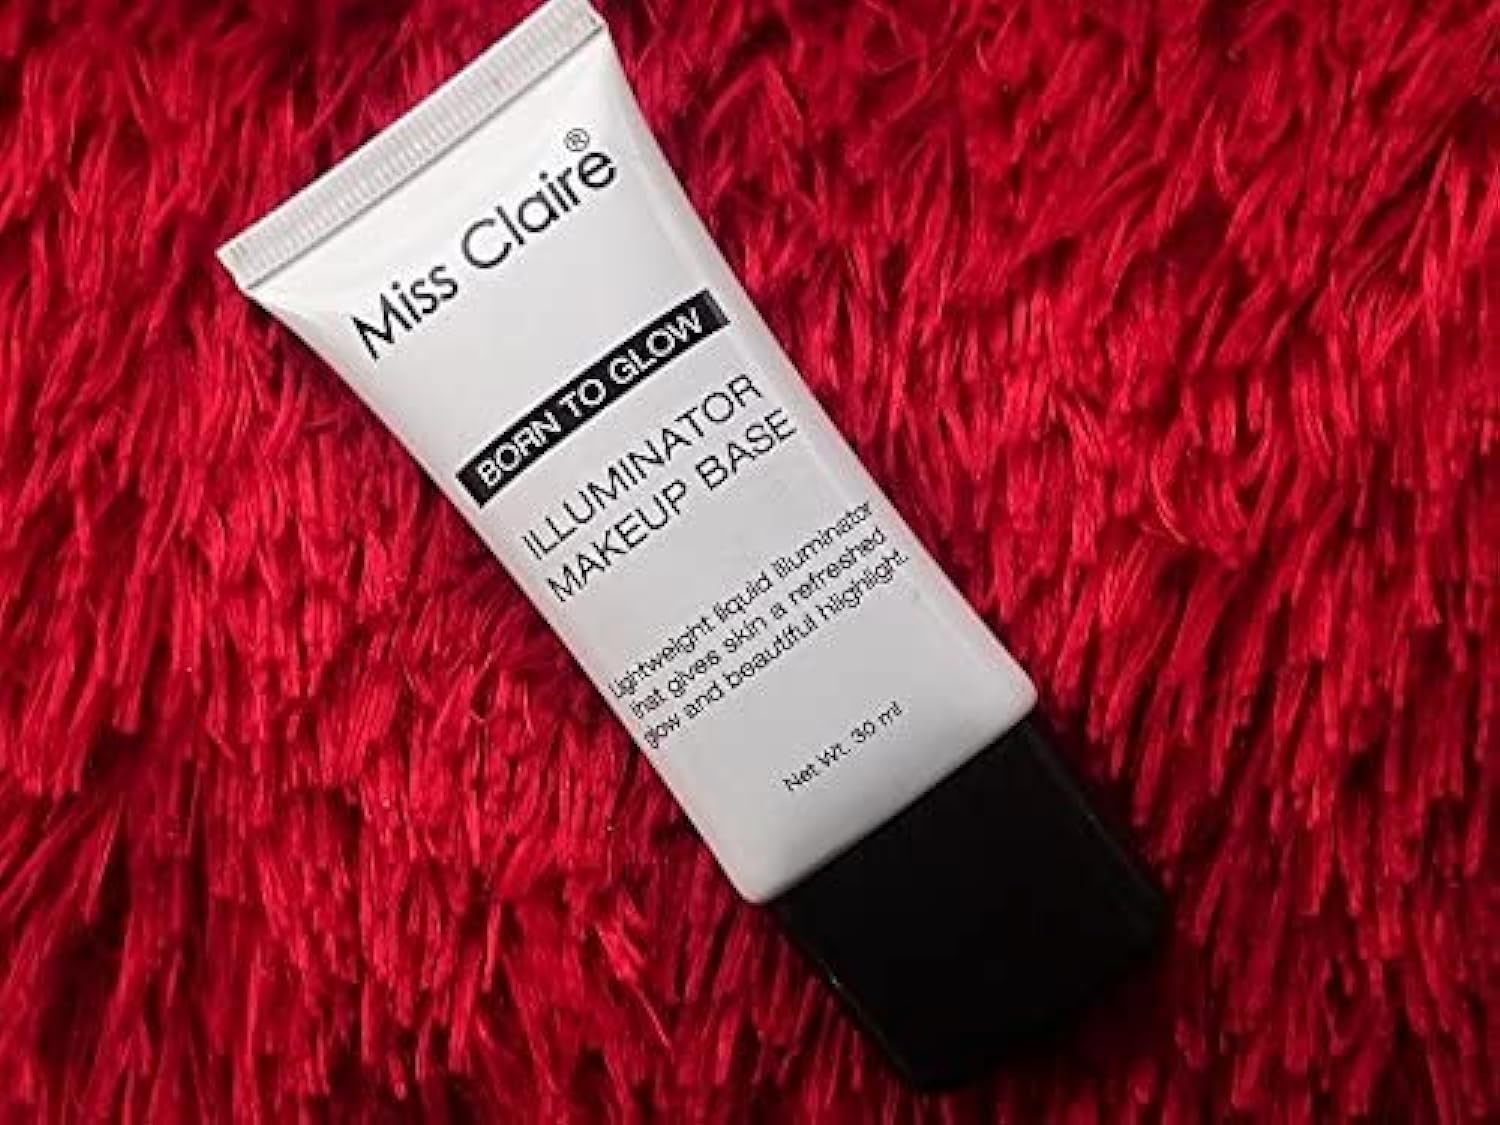 Miss Claire®
BORN TO GLOW
ILLUMINATOR
MAKEUP BASE
Lightweight liquid illuminator
that gives skin a refreshed
glow and beautiful hlighlight.
Net Wt. 30 ml